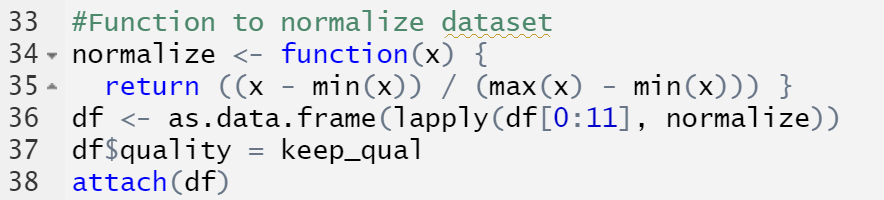 33 #Function to normalize dataset
34 normalize <- function(x) {
35 return ((x - min(x)) / (max(x) - min(x))) }
36 df <- as.data.frame(lapply(df[0:11], normalize))
37 df$quality = keep_qual
38 attach(df)